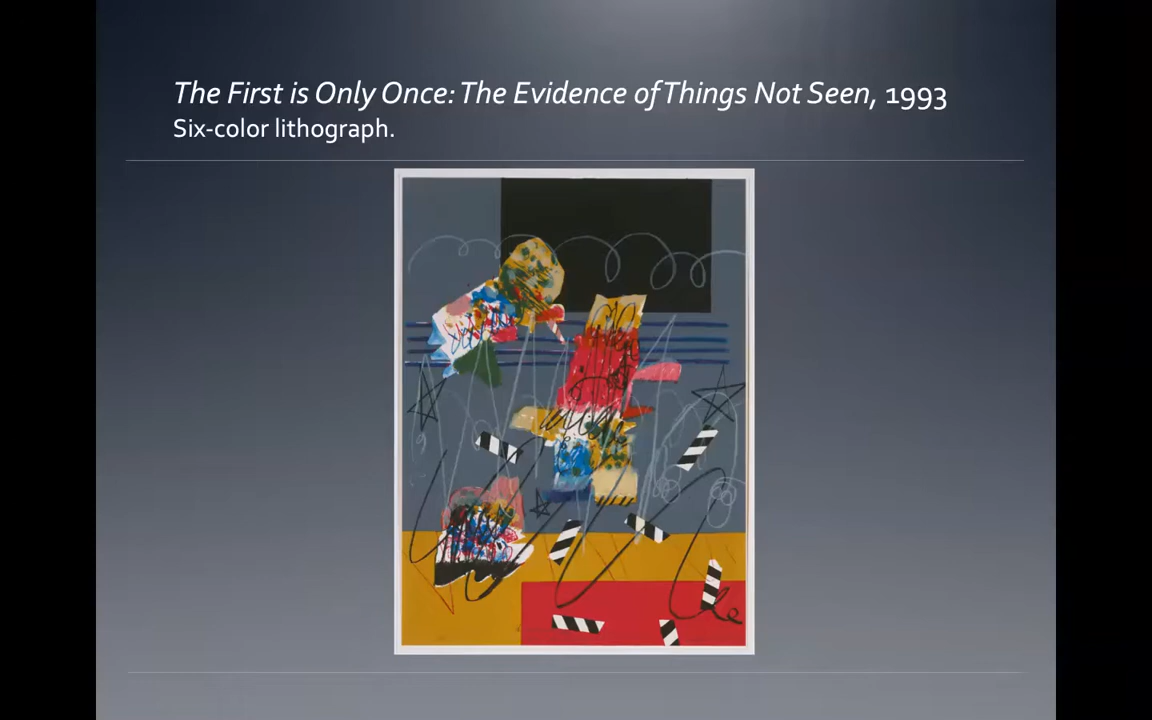 The First is Only Once: The Evidence of Things Not Seen, 1993
Six-color lithograph.